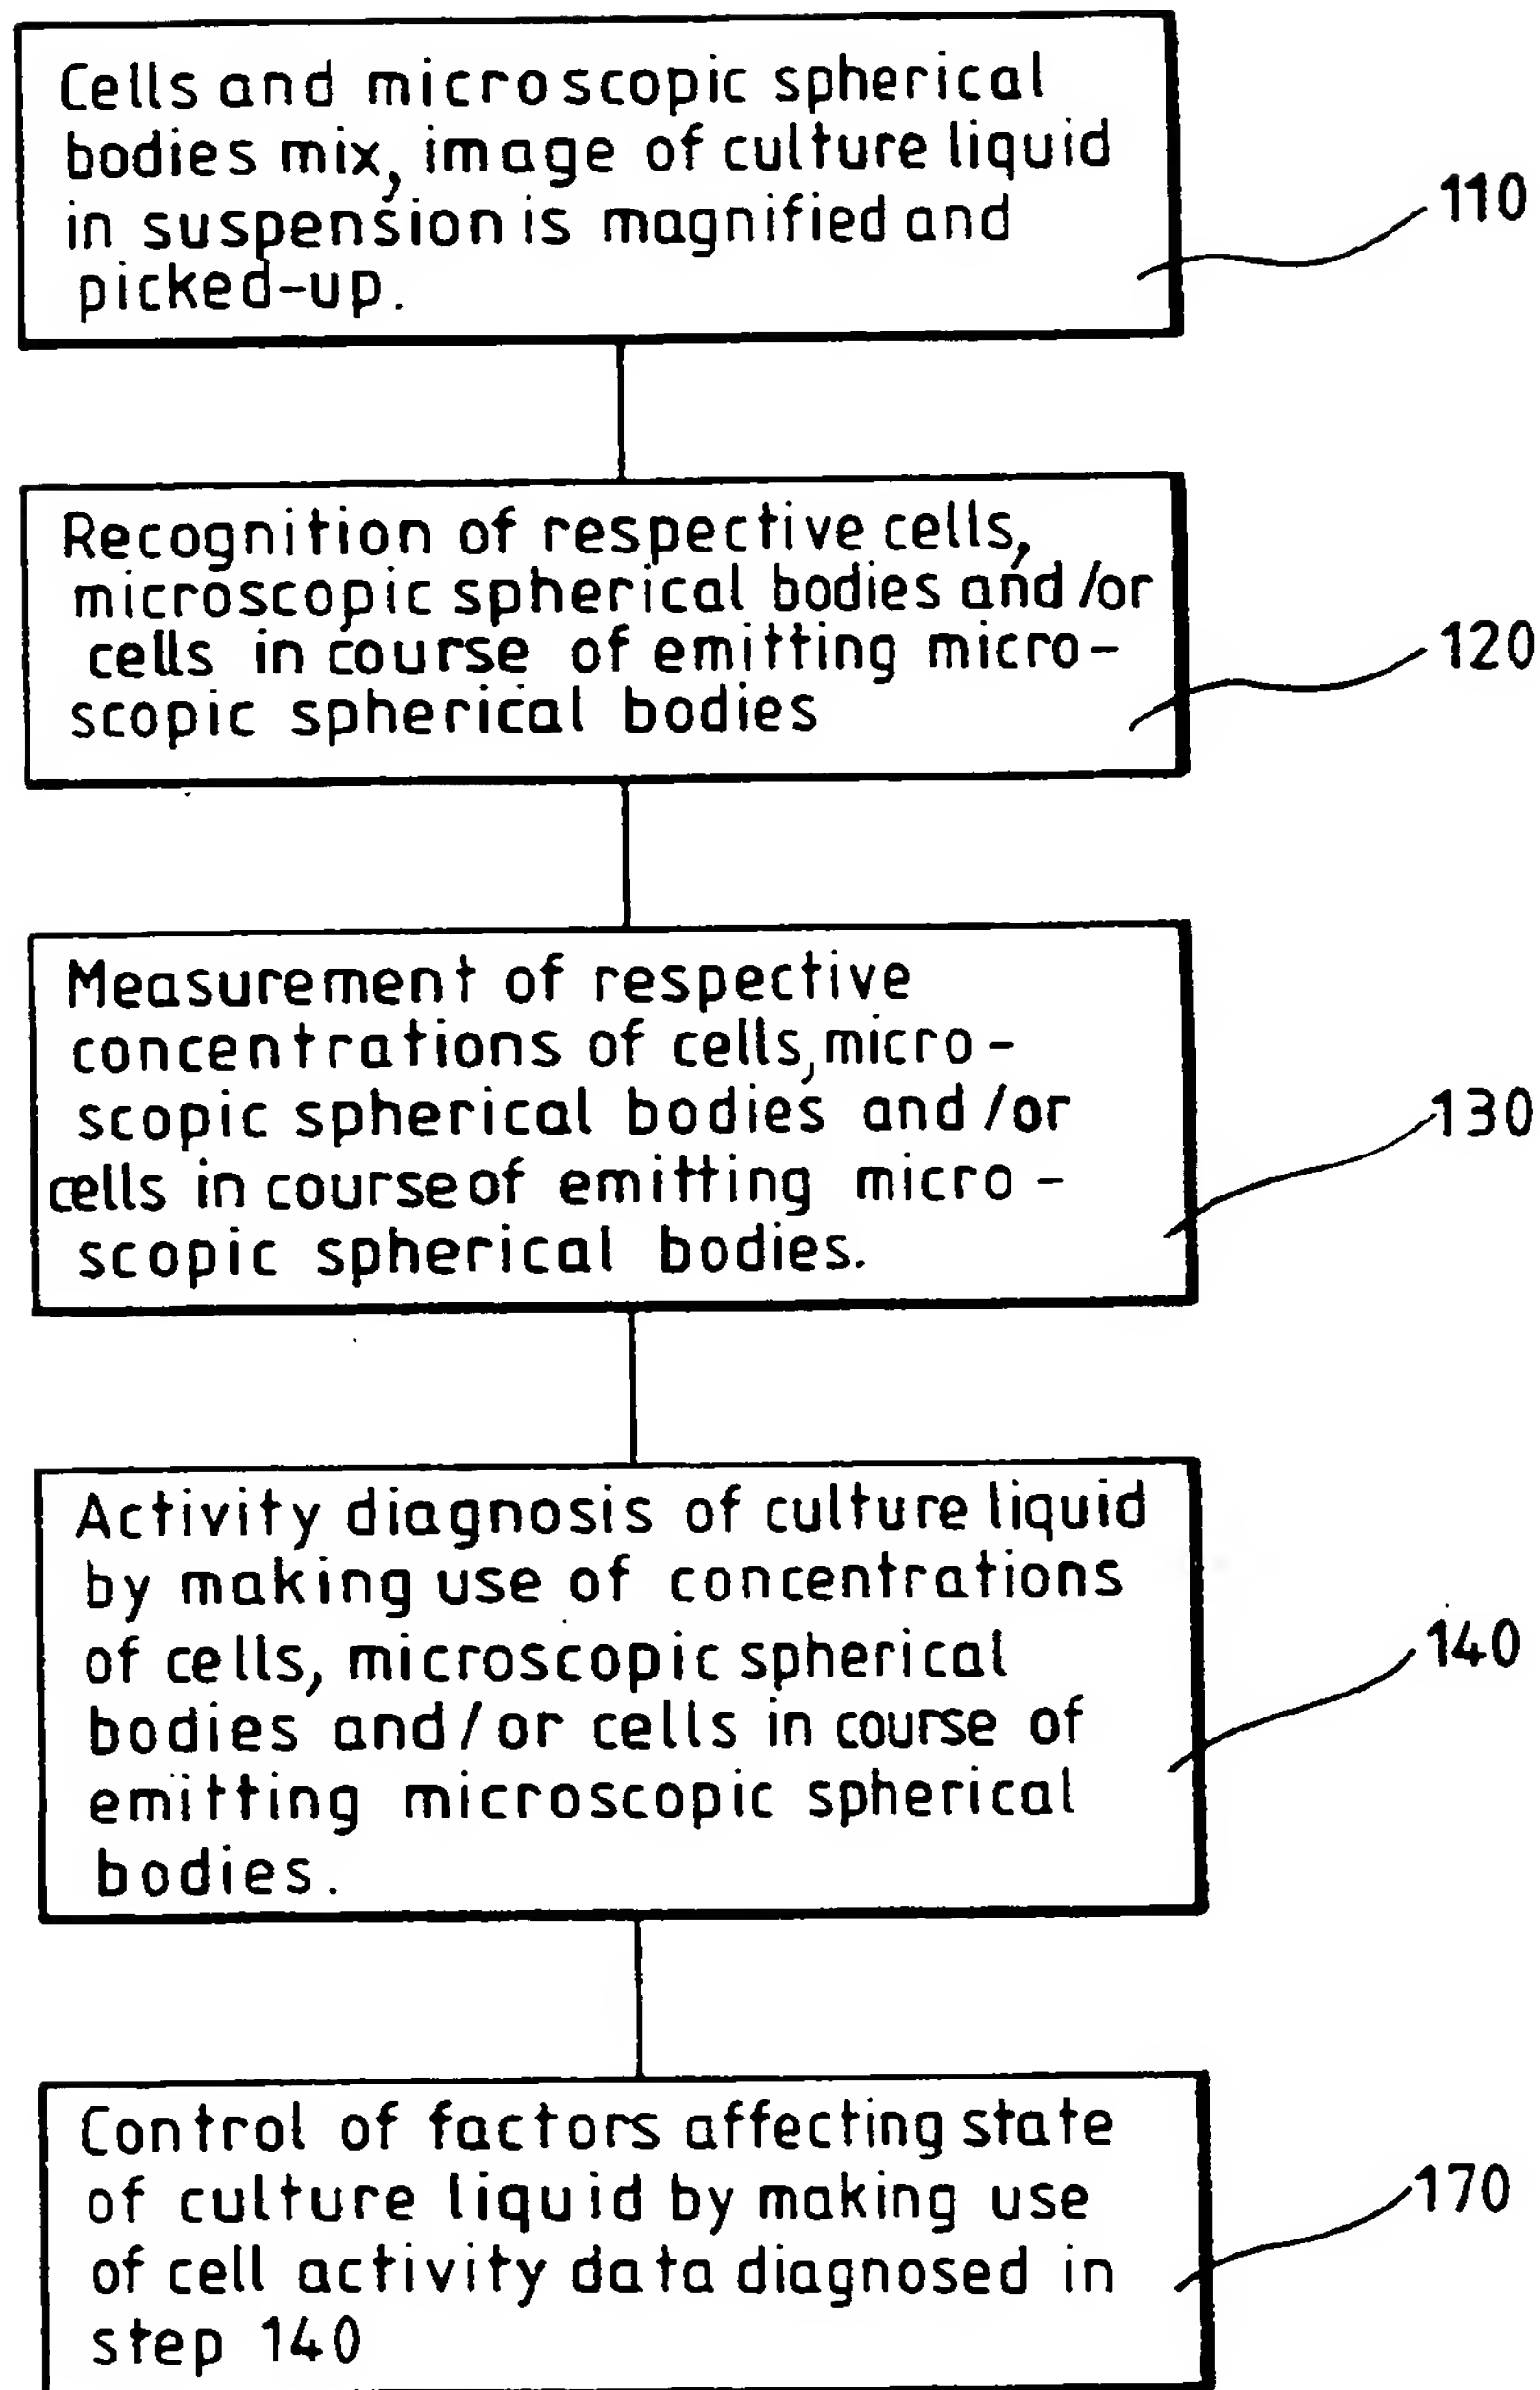 Cells and microscopic spherical
bodies mix, image of culture liquid
in suspension is magnified and
picked-up.
110
Recognition of respective cells,
microscopic spherical bodies and /or
cells in course of emitting micro-
scopic spherical bodies
120
Measurement of respective
concentrations of cells, micro-
scopic spherical bodies and /or
cells in course of emitting micro-
scopic spherical bodies.
130
Activity diagnosis of culture liquid
by making use of concentrations
of cells, microscopic spherical
bodies and/or cells in course of
emitting microscopic spherical
bodies.
140
Control of factors affecting state
of culture liquid by making use
of cell activity data diagnosed in
step 140
170